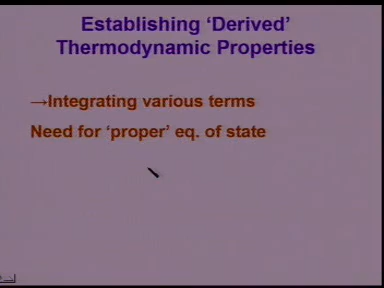 Establishing ‘Derived’
Thermodynamic Properties
→Integrating various terms
Need for ‘proper’ eq. of state